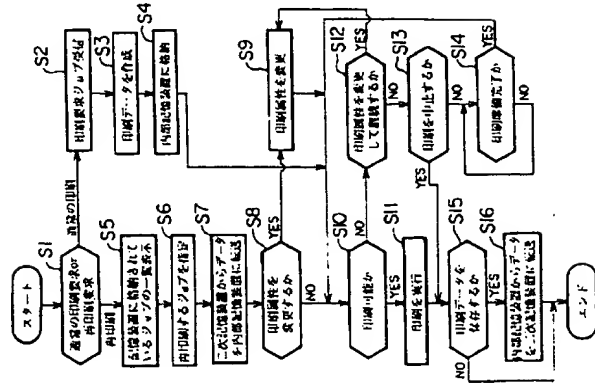 スタート
S1
通常の印刷要求or
再印刷要求
通常の印刷
再印刷
S2
印刷要求ジョブ受信
S3
印刷データを作成
S4
内部記憶装置に格納
S5
記憶装置に格納されて
いるジョブの一覧表示
S6
再印刷するジョブを指定
S7
二次記憶装置からデータ
を内部記憶装置に転送
S8
印刷属性を
変更するか
YES
NO
S9
印刷属性を変更
S10
印刷可能か
NO
YES
S11
印刷を実行
S12
印刷属性を変更
して継続するか
YES
NO
S13
印刷を中止するか
YES
NO
S14
印刷準備完了か
YES
NO
S15
印刷データを
保存するか
NO
YES
S16
内部記憶装置からデータ
を二次記憶装置に転送
エンド